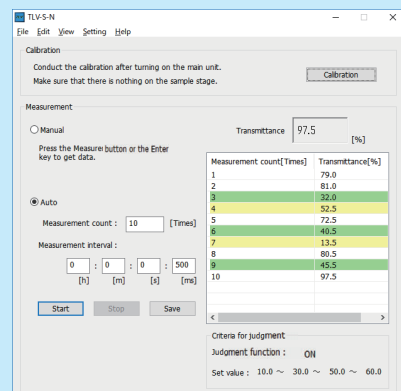 TLV-S-N
File Edit View Setting Help
Calibration
Conduct the calibration after turning on the main unit.
Make sure that there is nothing on the sample stage.
Calibration
Measurement
Manual
Transmittance 97.5 [%]
Press the Measure button or the Enter
key to get data.
Measurement count[Times] Transmittance[%]
1 79.0
2 81.0
3 32.0
4 52.5
5 72.5
6 40.5
7 13.5
8 80.5
9 45.5
10 97.5
Auto
Measurement count : 10 [Times]
Measurement interval :
0 : 0 : 0 : 500
[h] [m] [s] [ms]
Start Stop Save
Criteria for judgment
Judgment function : ON
Set value : 10.0 ~ 30.0 ~ 50.0 ~ 60.0